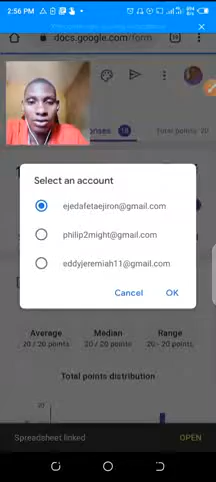 2:56 PM
docs.google.com/form
Total points: 20
Select an account
ejedafetaejiron@gmail.com
philip2might@gmail.com
eddyjeremiah11@gmail.com
Cancel OK
Average Median Range
20 / 20 points 20 / 20 points 20 - 20 points
Total points distribution
20
Spreadsheet linked OPEN